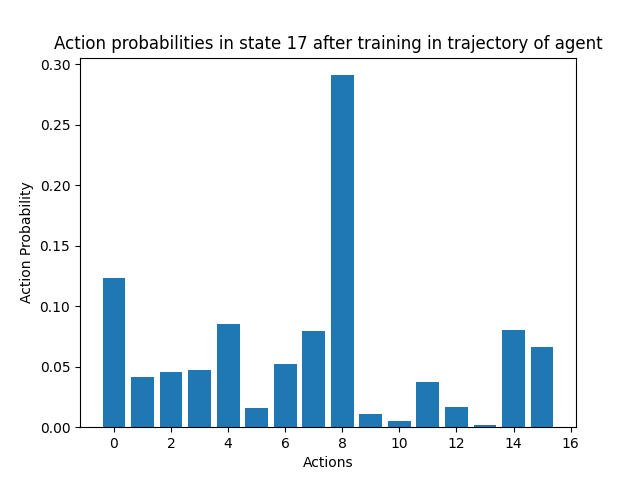 Action probabilities in state 17 after training in trajectory of agent
0.30
0.25
0.20
0.15
0.10
0.05
0.00
Action Probability
0 2 4 6 8 10 12 14 16
Actions